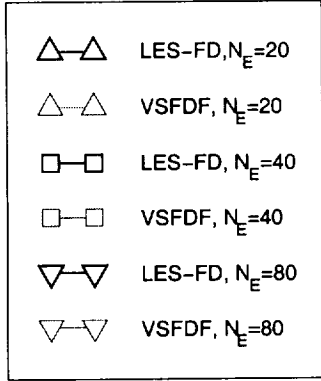 LES-FD,N_E=20
VSFDF, N_E=20
LES-FD, N_E=40
VSFDF, N_E=40
LES-FD, N_E=80
VSFDF, N_E=80